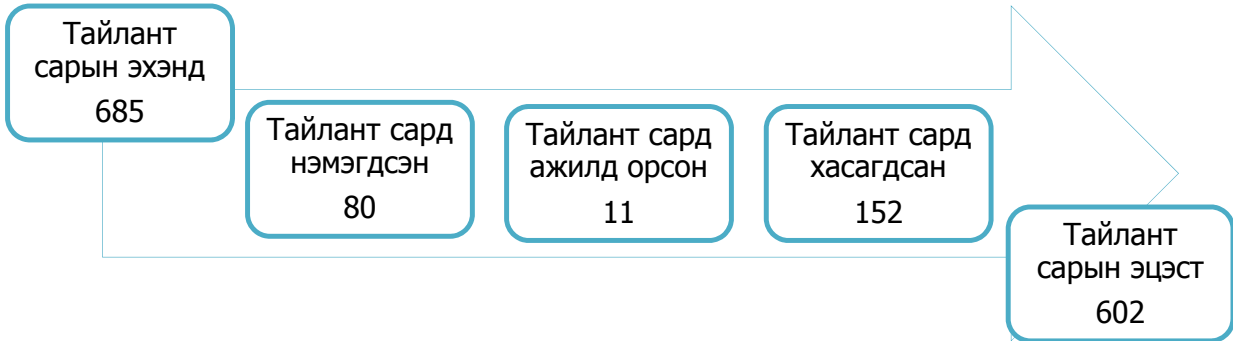 Тайлант
сарын эхэнд
685
Тайлант сард
нэмэгдсэн
80
Тайлант сард
ажилд орсон
11
Тайлант сард
хасагдсан
152
Тайлант
сарын эцэст
602